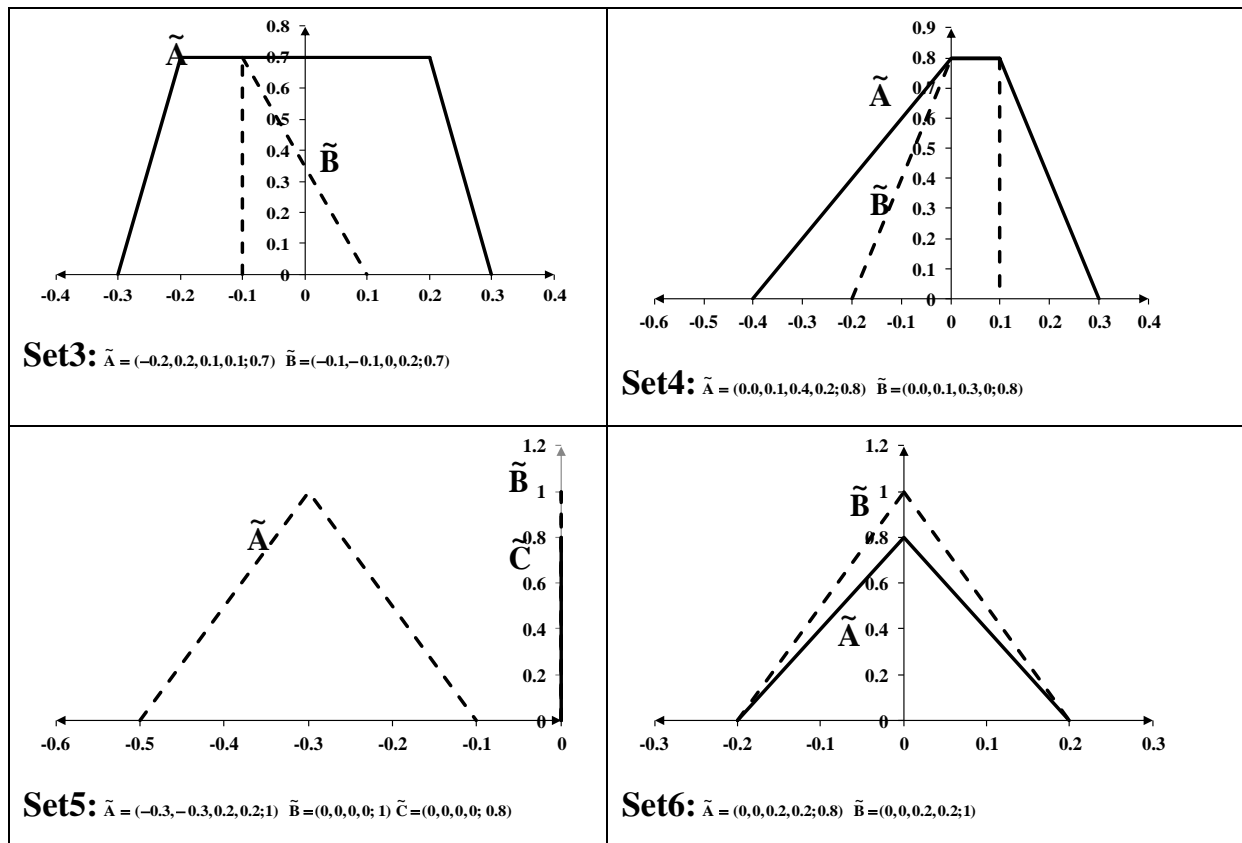 0.8
0.7
0.6
0.5
0.4
0.3
0.2
0.1
0
-0.4 -0.3 -0.2 -0.1 0 0.1 0.2 0.3 0.4
Ã
B̃
Set3: Ã = (−0.2, 0.2, 0.1, 0.1; 0.7) B̃ = (−0.1, −0.1, 0, 0.2; 0.7)
0.9
0.8
0.7
0.6
0.5
0.4
0.3
0.2
0.1
0
-0.6 -0.5 -0.4 -0.3 -0.2 -0.1 0 0.1 0.2 0.3 0.4
Ã
B̃
Set4: Ã = (0.0, 0.1, 0.4, 0.2; 0.8) B̃ = (0.0, 0.1, 0.3, 0; 0.8)
1.2
1
0.8
0.6
0.4
0.2
0
-0.6 -0.5 -0.4 -0.3 -0.2 -0.1 0
Ã
B̃
C̃
Set5: Ã = (−0.3, −0.3, 0.2, 0.2; 1) B̃ = (0, 0, 0, 0; 1) C̃ = (0, 0, 0, 0; 0.8)
1.2
1
0.8
0.6
0.4
0.2
0
-0.3 -0.2 -0.1 0 0.1 0.2 0.3
B̃
Ã
Set6: Ã = (0, 0, 0.2, 0.2; 0.8) B̃ = (0, 0, 0.2, 0.2; 1)